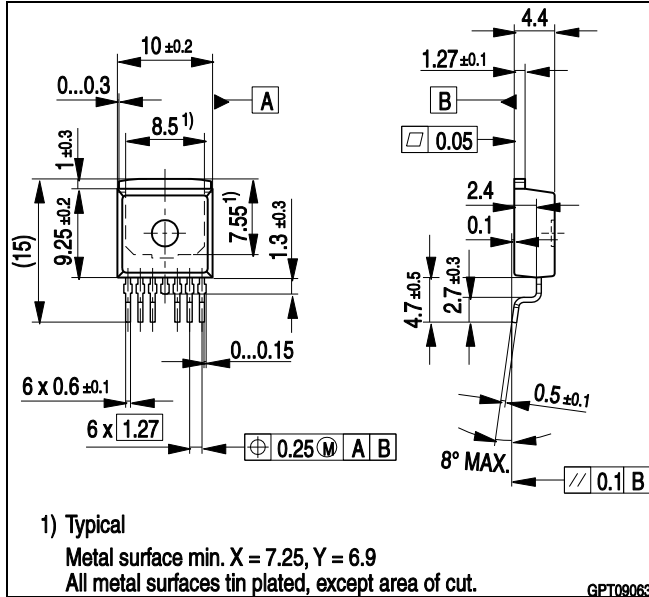 4.4
10 ±0.2
1.27 ±0.1
0...0.3
A
B
8.5 1)
0.05
1 ±0.3
2.4
7.55 1)
1.3 ±0.3
9.25 ±0.2
(15)
0.1
4.7 ±0.5
2.7 ±0.3
0...0.15
6 x 0.6 ±0.1
0.5 ±0.1
6 x 1.27
⌖ 0.25 Ⓜ A B
8° MAX.
// 0.1 B
1) Typical
Metal surface min. X = 7.25, Y = 6.9
All metal surfaces tin plated, except area of cut.
GPT09063